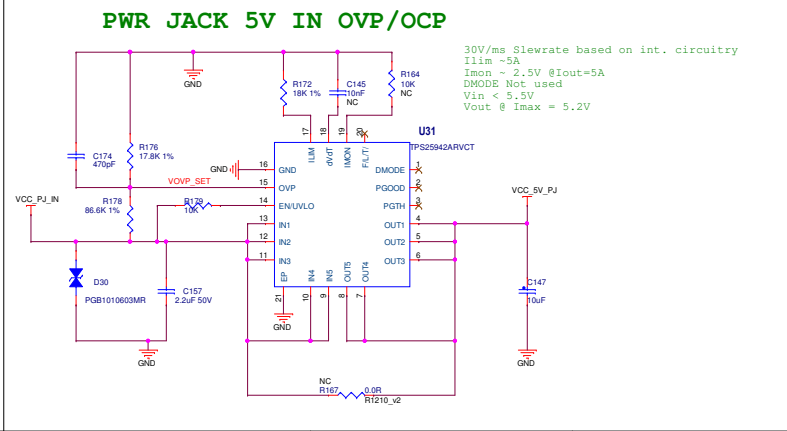 PWR JACK 5V IN OVP/OCP
30V/ms Slewrate based on int. circuitry
Ilim ~5A
Imon ~ 2.5V @Iout=5A
DMODE Not used
Vin < 5.5V
Vout @ Imax = 5.2V
GND
R172
18K 1%
C145
10nF
NC
R164
10K
NC
U31
TPS25942ARVCT
17
18
19
20
ILIM
dVdT
IMON
F/L/T/
C174
470pF
R176
17.8K 1%
GND
16
GND
DMODE
1
VOVP_SET
15
OVP
PGOOD
2
R178
86.6K 1%
R179
10K
14
EN/UVLO
PGTH
3
VCC_PJ_IN
VCC_5V_PJ
13
IN1
OUT1
4
12
IN2
OUT2
5
11
IN3
OUT3
6
EP
IN4
IN5
OUT5
OUT4
21
10
9
8
7
D30
PGB1010603MR
C157
2.2uF 50V
C147
10uF
GND
GND
GND
NC
R167
0.0R
R1210_v2